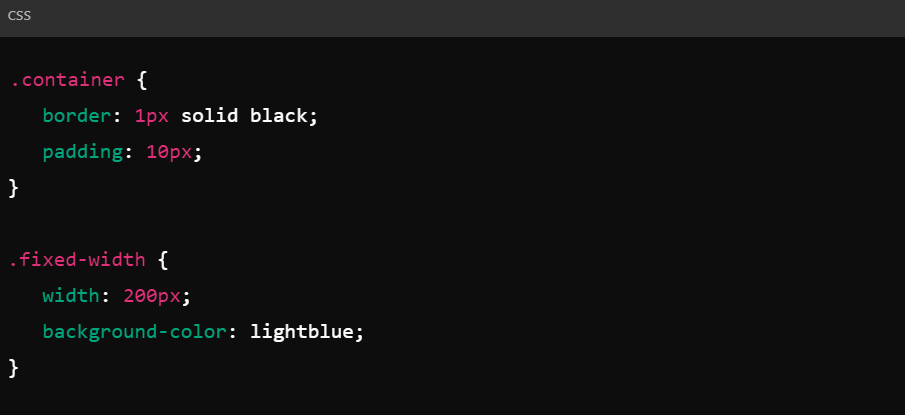 CSS
.container {
   border: 1px solid black;
   padding: 10px;
}
.fixed-width {
   width: 200px;
   background-color: lightblue;
}